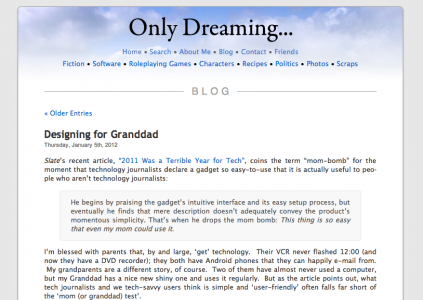 Only Dreaming...
Home • Search • About Me • Blog • Contact • Friends
Fiction • Software • Roleplaying Games • Characters • Recipes • Politics • Photos • Scraps
BLOG
« Older Entries
Designing for Granddad
Thursday, January 5th, 2012
Slate's recent article, "2011 Was a Terrible Year for Tech", coins the term "mom-bomb" for the
moment that technology journalists declare a gadget so easy-to-use that it is actually useful to peo-
ple who aren't technology journalists:
He begins by praising the gadget's intuitive interface and its easy setup process, but
eventually he finds that mere description doesn't adequately convey the product's
momentous simplicity. That's when he drops the mom bomb: This thing is so easy
that even my mom could use it.
I'm blessed with parents that, by and large, 'get' technology. Their VCR never flashed 12:00 (and
now they have a DVD recorder); they both have Android phones that they can happily e-mail from.
My grandparents are a different story, of course. Two of them have almost never used a computer,
but my Granddad has a nice new shiny one and uses it regularly. But as the article points out, what
tech journalists and we tech-savvy users think is simple and 'user-friendly' often falls far short of
the 'mom (or granddad) test'.